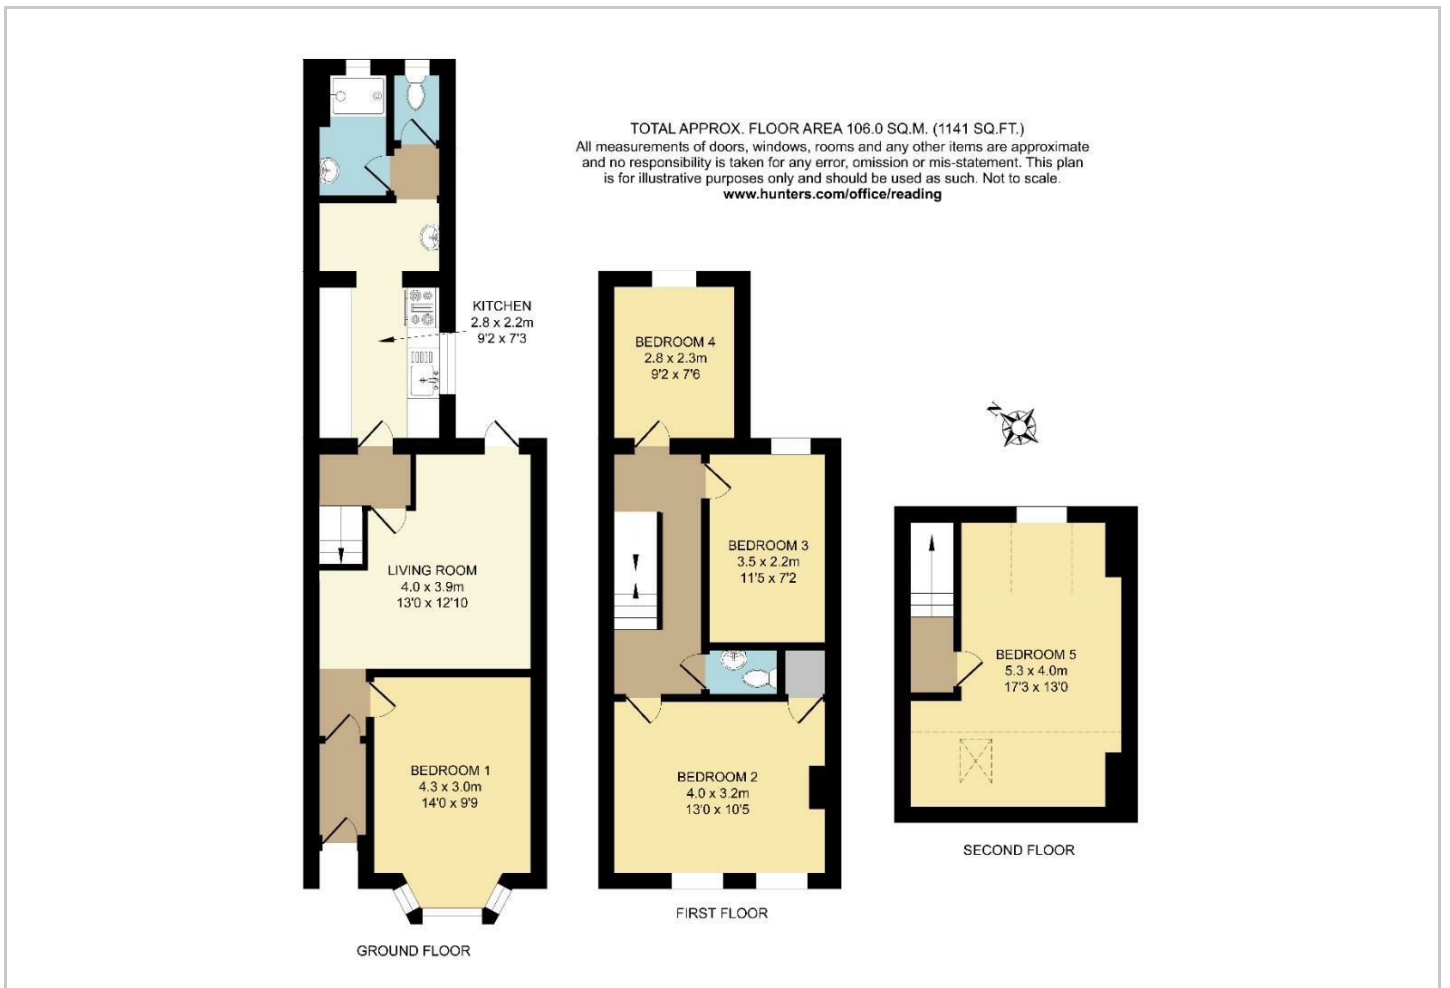 TOTAL APPROX. FLOOR AREA 106.0 SQ.M. (1141 SQ.FT.)
All measurements of doors, windows, rooms and any other items are approximate
and no responsibility is taken for any error, omission or mis-statement. This plan
is for illustrative purposes only and should be used as such. Not to scale.
www.hunters.com/office/reading
KITCHEN
2.8 x 2.2m
9'2 x 7'3
LIVING ROOM
4.0 x 3.9m
13'0 x 12'10
BEDROOM 1
4.3 x 3.0m
14'0 x 9'9
GROUND FLOOR
BEDROOM 4
2.8 x 2.3m
9'2 x 7'6
BEDROOM 3
3.5 x 2.2m
11'5 x 7'2
BEDROOM 2
4.0 x 3.2m
13'0 x 10'5
FIRST FLOOR
N
BEDROOM 5
5.3 x 4.0m
17'3 x 13'0
SECOND FLOOR